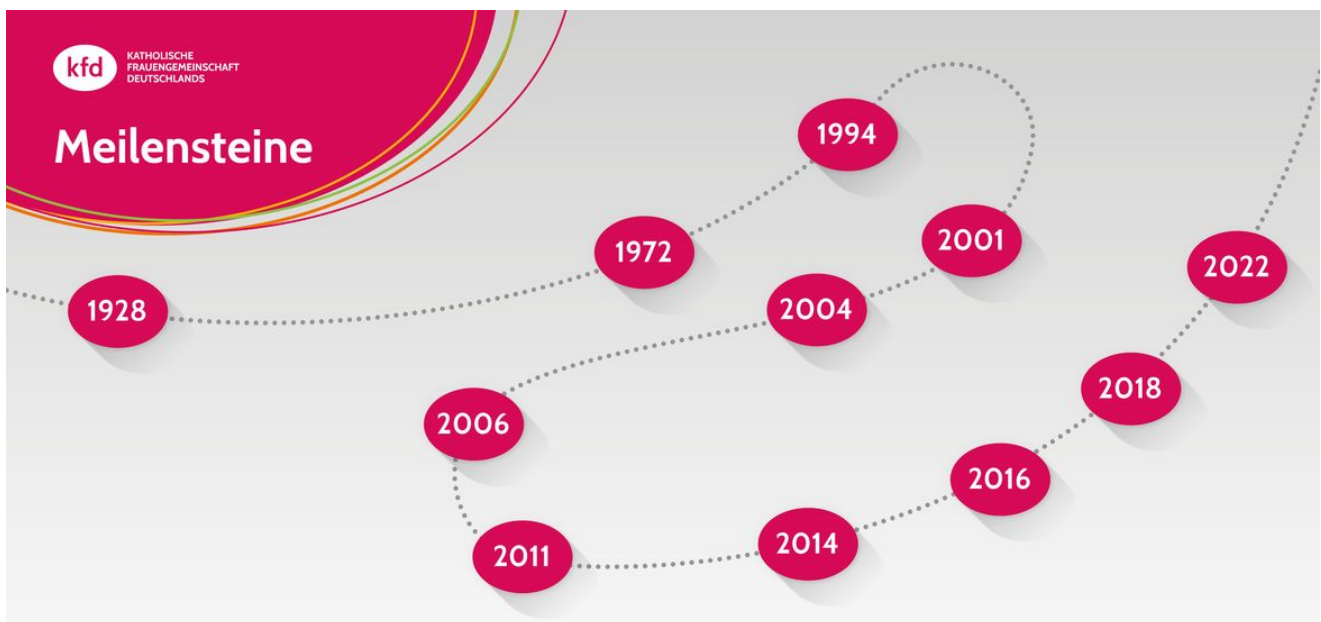 kfd
KATHOLISCHE
FRAUENGEMEINSCHAFT
DEUTSCHLANDS
Meilensteine
1928
1972
1994
2001
2004
2006
2011
2014
2016
2018
2022